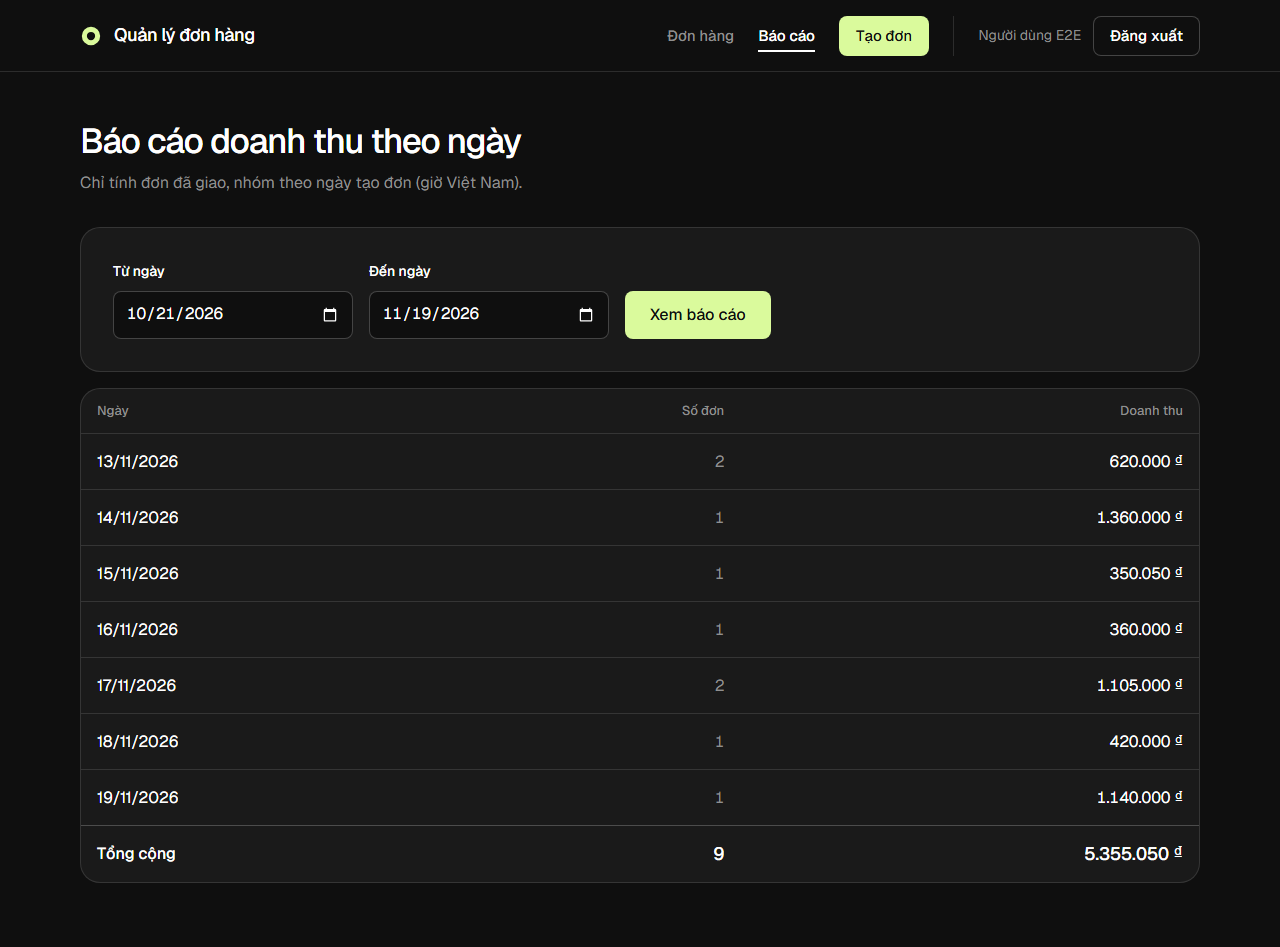 Quản lý đơn hàng
Đơn hàng Báo cáo Tạo đơn Người dùng E2E Đăng xuất
Báo cáo doanh thu theo ngày
Chỉ tính đơn đã giao, nhóm theo ngày tạo đơn (giờ Việt Nam).
Từ ngày Đến ngày
10/21/2026 11/19/2026 Xem báo cáo
Ngày Số đơn Doanh thu
13/11/2026 2 620.000 ₫
14/11/2026 1 1.360.000 ₫
15/11/2026 1 350.050 ₫
16/11/2026 1 360.000 ₫
17/11/2026 2 1.105.000 ₫
18/11/2026 1 420.000 ₫
19/11/2026 1 1.140.000 ₫
Tổng cộng 9 5.355.050 ₫